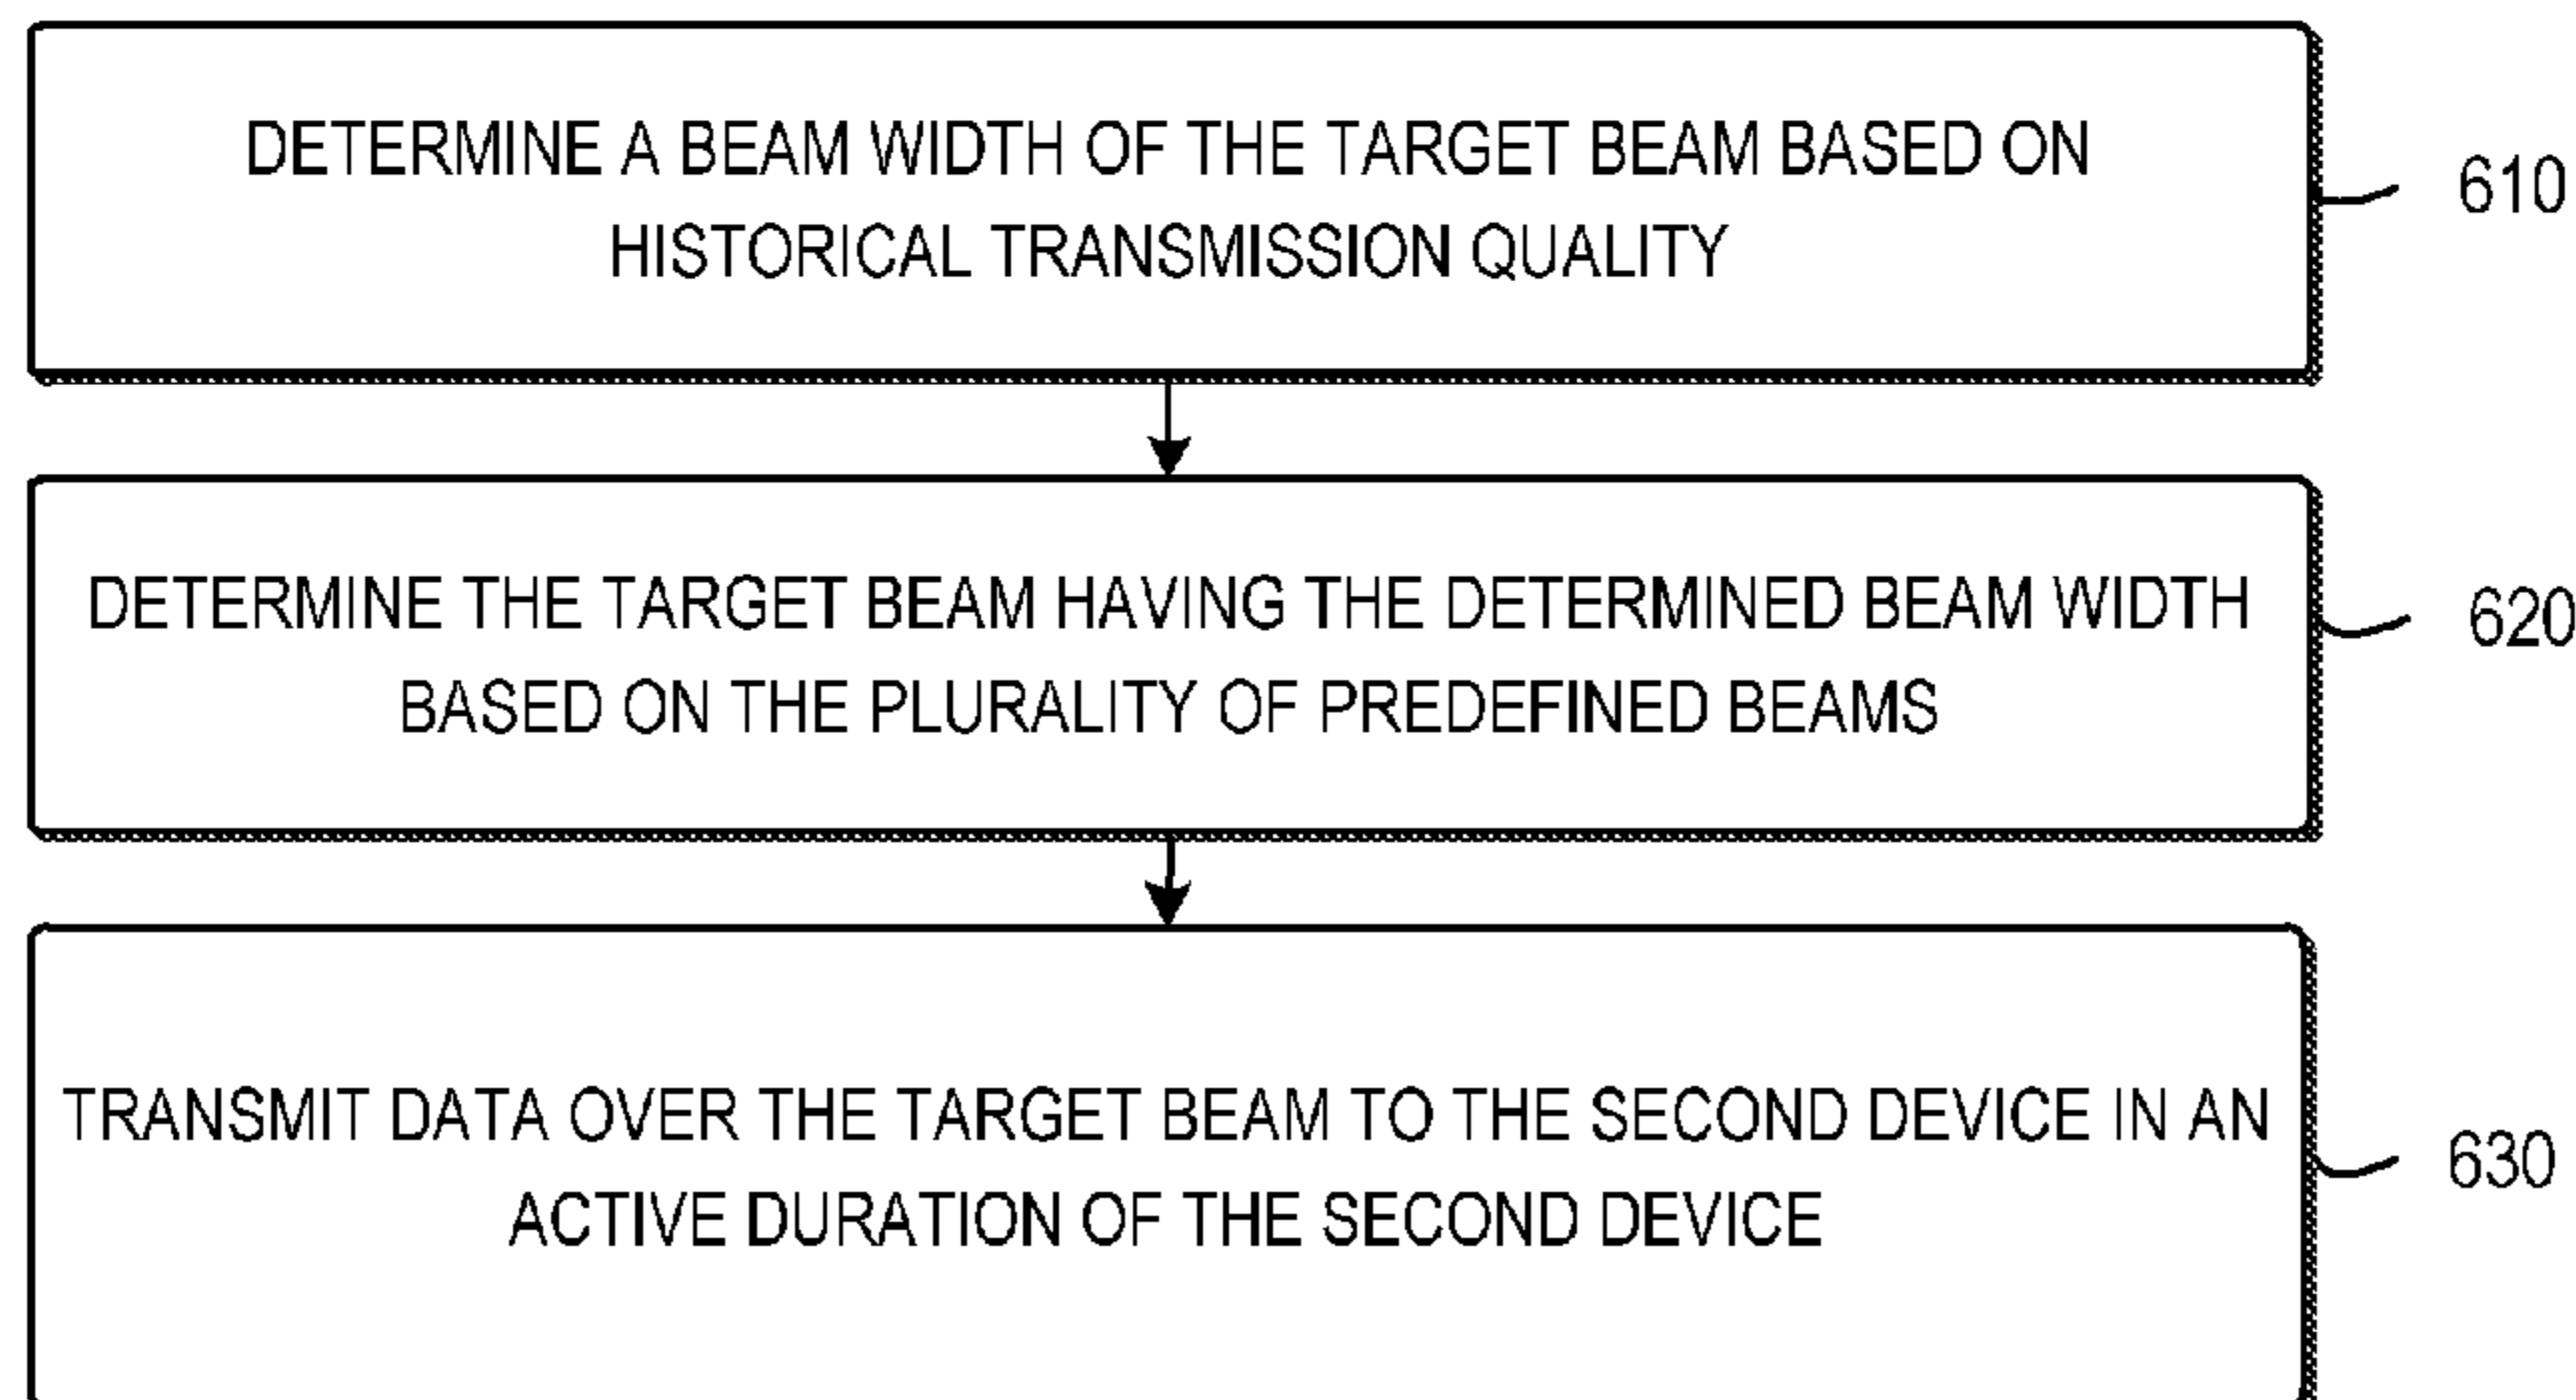 DETERMINE A BEAM WIDTH OF THE TARGET BEAM BASED ON
HISTORICAL TRANSMISSION QUALITY
610
DETERMINE THE TARGET BEAM HAVING THE DETERMINED BEAM WIDTH
BASED ON THE PLURALITY OF PREDEFINED BEAMS
620
TRANSMIT DATA OVER THE TARGET BEAM TO THE SECOND DEVICE IN AN
ACTIVE DURATION OF THE SECOND DEVICE
630